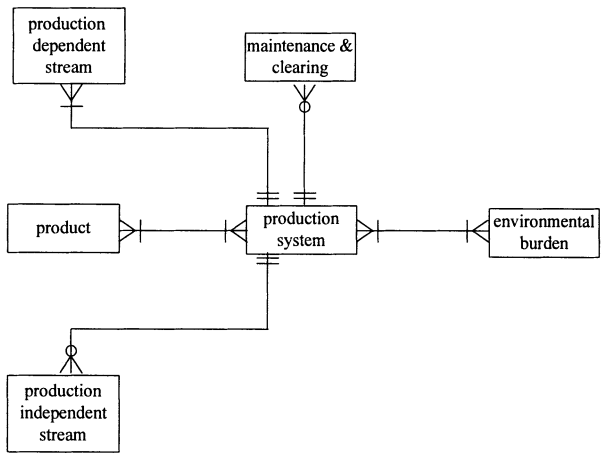 production
dependent
stream
maintenance &
clearing
product
production
system
environmental
burden
production
independent
stream